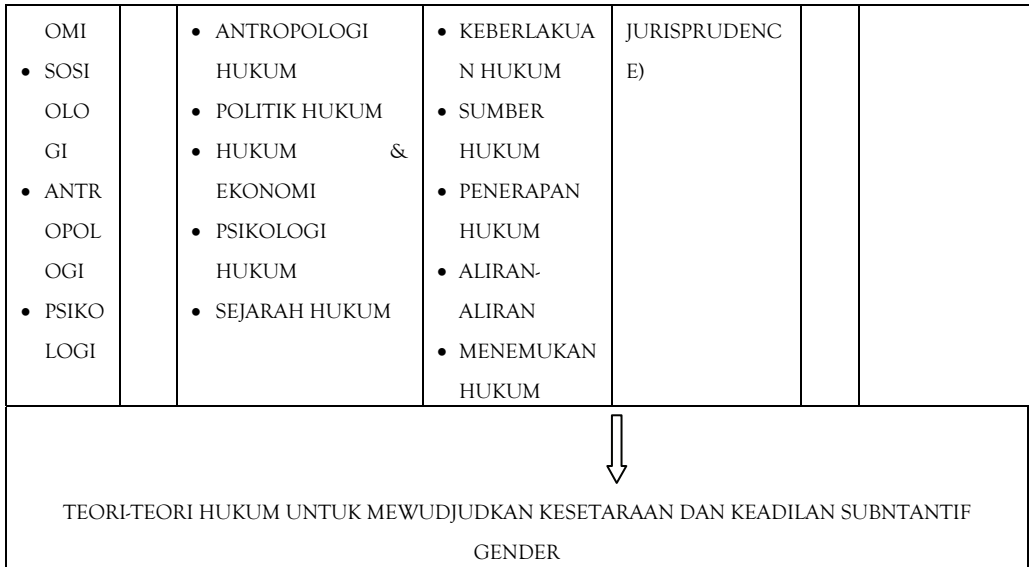 OMI
• SOSI
OLO
GI
• ANTR
OPOL
OGI
• PSIKO
LOGI
• ANTROPOLOGI
HUKUM
• POLITIK HUKUM
• HUKUM &
EKONOMI
• PSIKOLOGI
HUKUM
• SEJARAH HUKUM
• KEBERLAKUA
N HUKUM
• SUMBER
HUKUM
• PENERAPAN
HUKUM
• ALIRAN-
ALIRAN
• MENEMUKAN
HUKUM
JURISPRUDENC
E)
TEORI-TEORI HUKUM UNTUK MEWUDJUDKAN KESETARAAN DAN KEADILAN SUBNTANTIF
GENDER